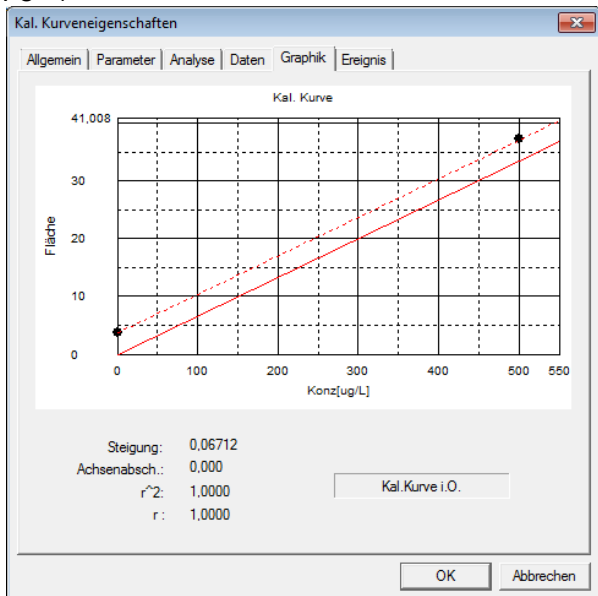 Kal. Kurveneigenschaften
Allgemein Parameter Analyse Daten Graphik Ereignis
Kal. Kurve
41,008
30
20
10
0
Fläche
0 100 200 300 400 500 550
Konz[ug/L]
Steigung: 0,06712
Achsenabsch.: 0,000
r^2: 1,0000
r : 1,0000
Kal.Kurve i.O.
OK Abbrechen